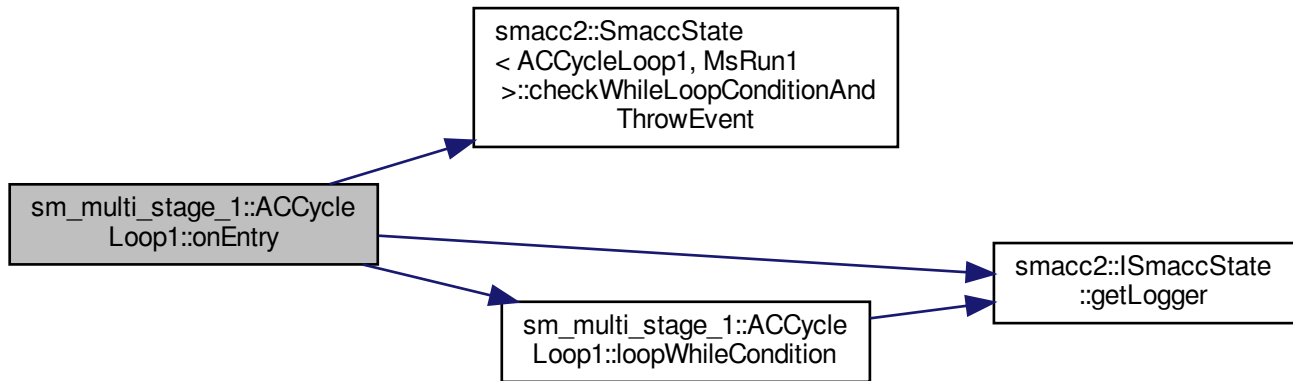 smacc2::SmaccState
< ACCycleLoop1, MsRun1
>::checkWhileLoopConditionAnd
ThrowEvent
sm_multi_stage_1::ACCycle
Loop1::onEntry
smacc2::ISmaccState
::getLogger
sm_multi_stage_1::ACCycle
Loop1::loopWhileCondition